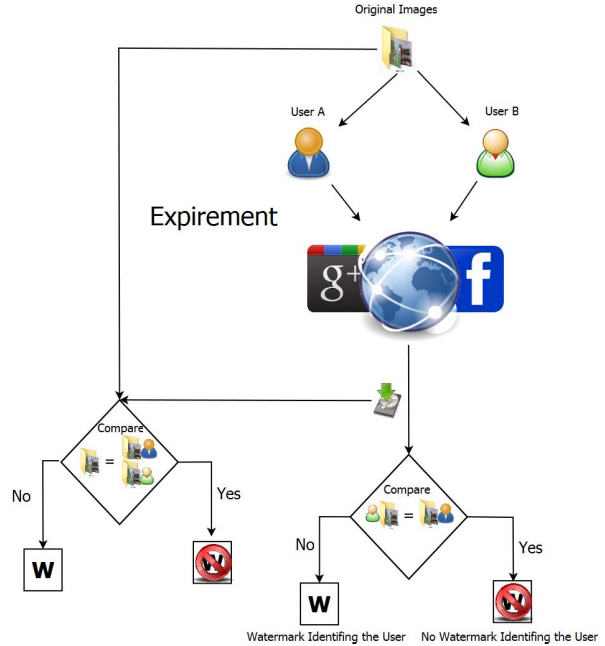 Original Images
User A
User B
Expirement
g+
f
Compare
=
No
Yes
W
W
Compare
=
No
Yes
W
W
Watermark Identifing the User
No Watermark Identifing the User